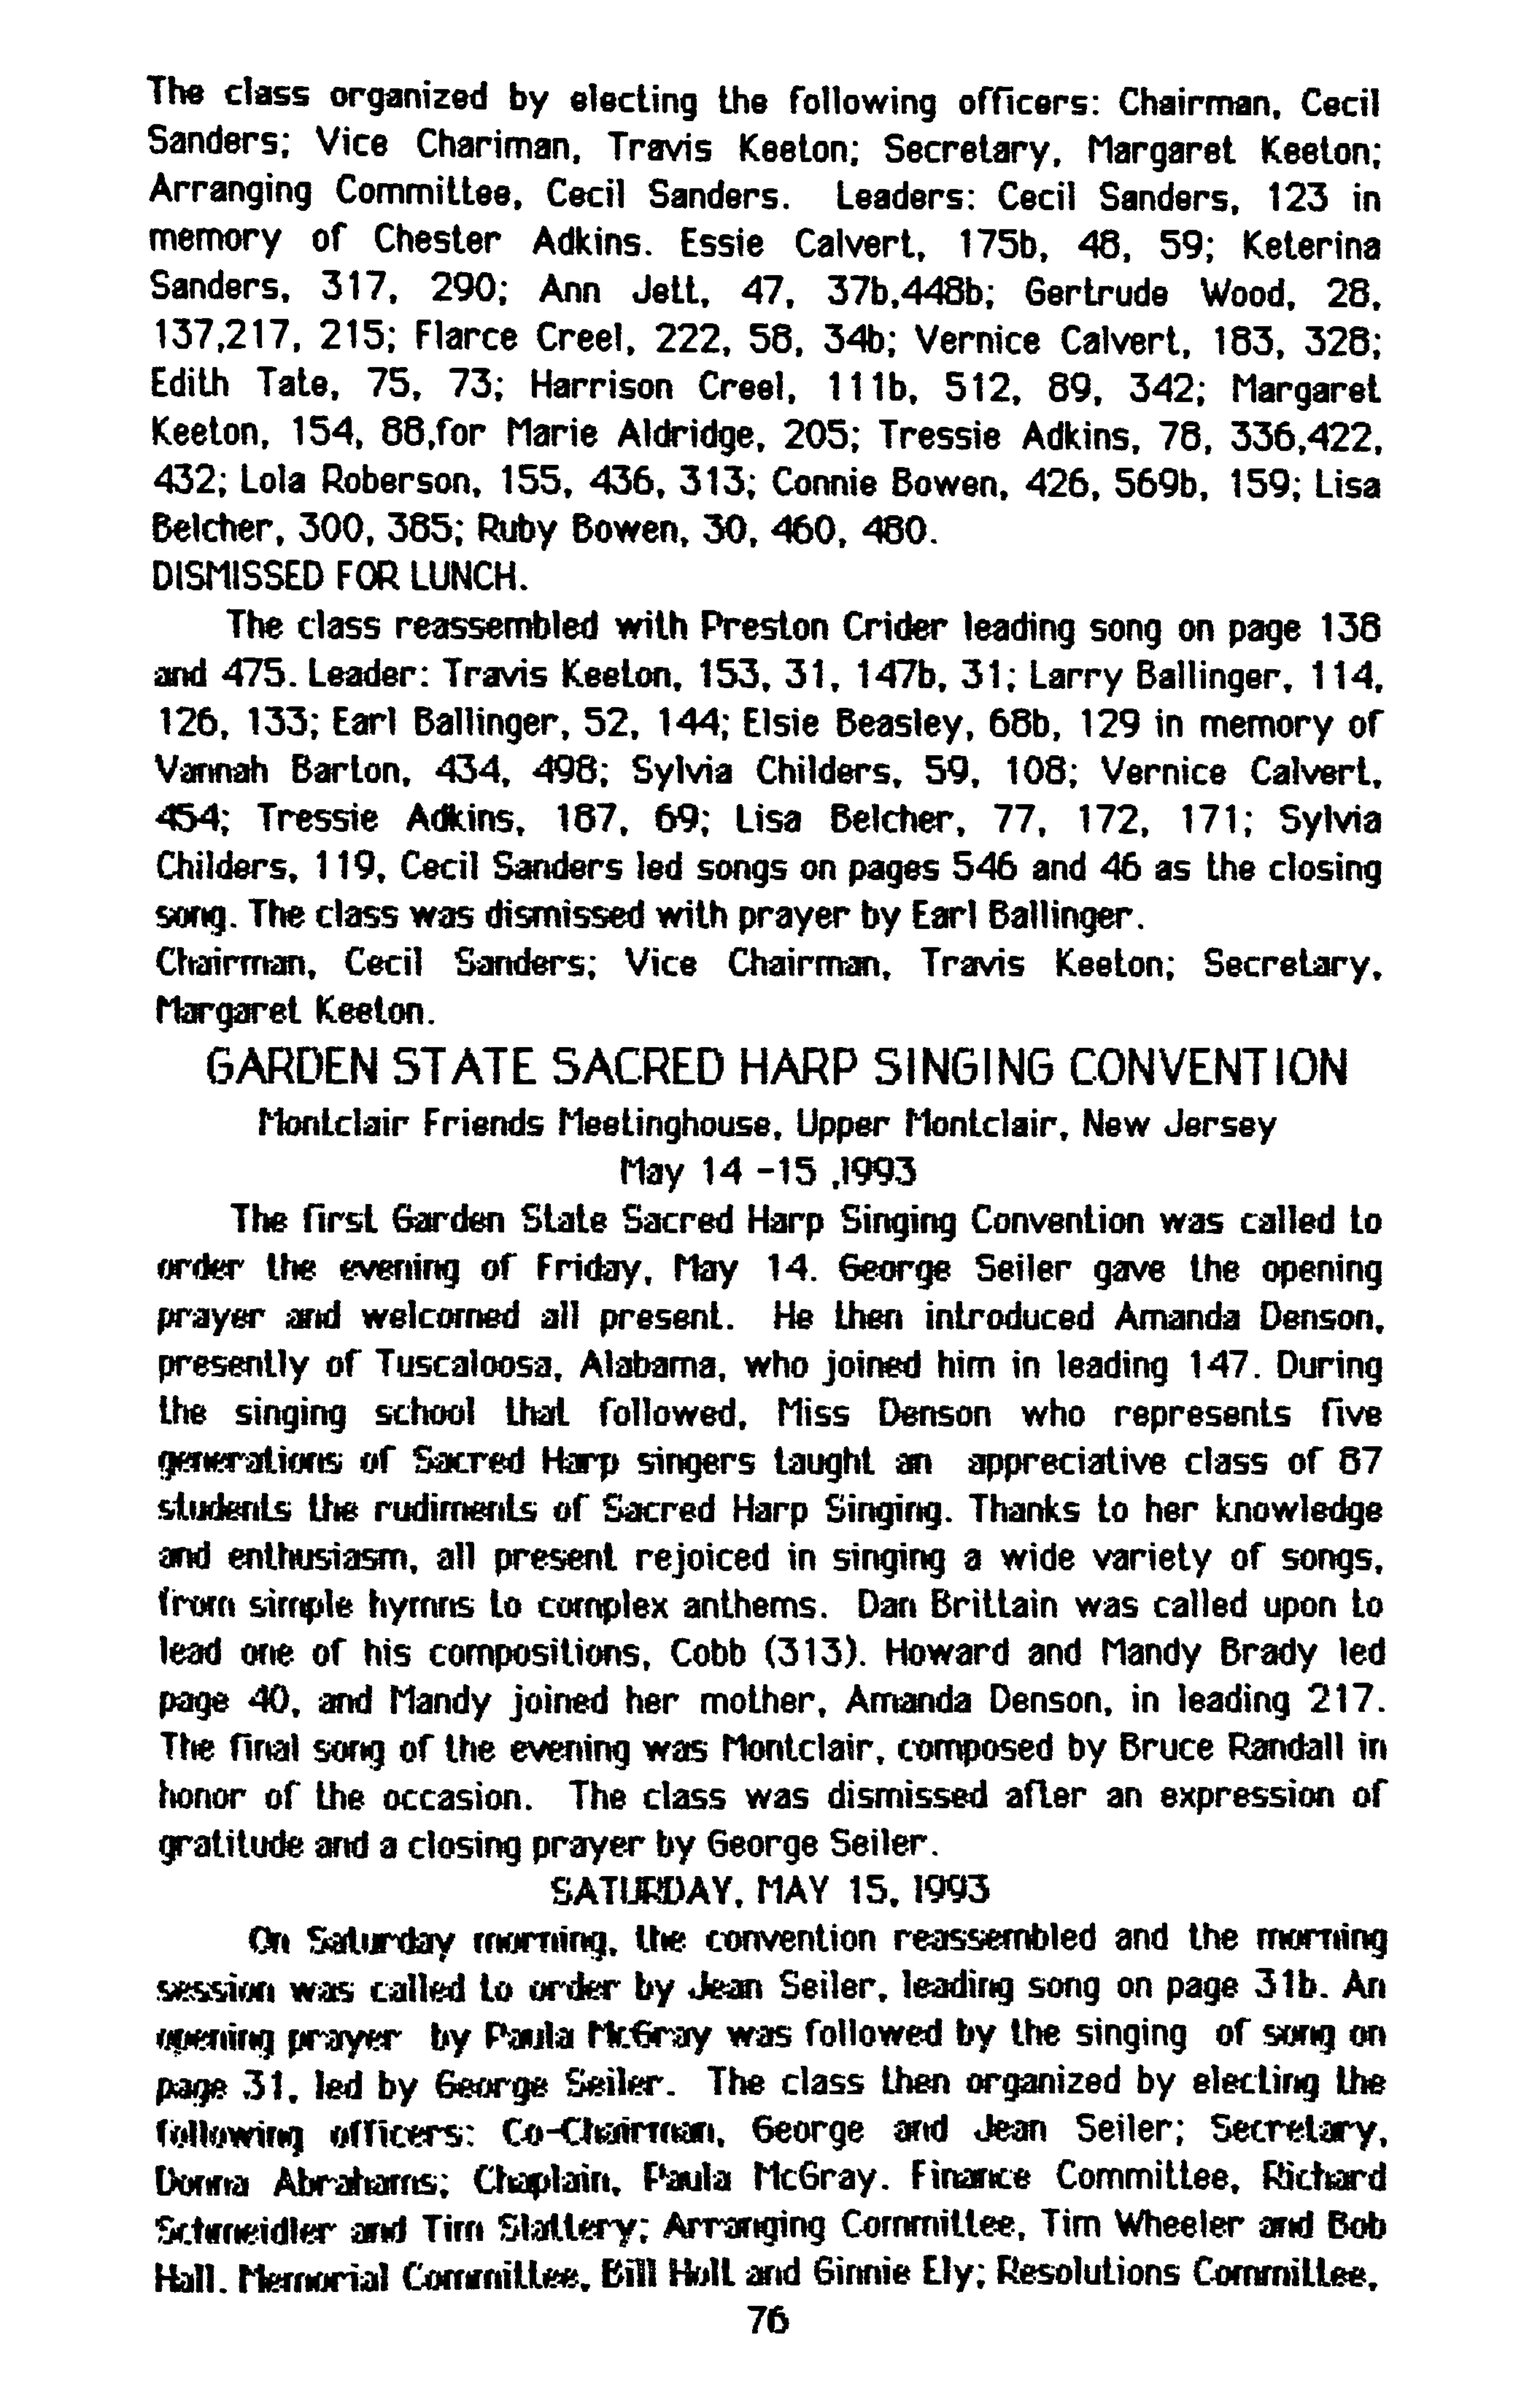 The class organized by electing the following officers: Chairman, Cecil
Sanders; Vice Chariman, Travis Keeton; Secretary, Margaret Keeton;
Arranging Committee, Cecil Sanders. Leaders: Cecil Sanders, 123 in
memory of Chester Adkins. Essie Calvert, 175b, 48, 59; Keterina
Sanders, 317, 290; Ann Jett, 47, 37b,448b; Gertrude Wood, 28,
137,217, 215; Flarce Creel, 222, 58, 34b; Vernice Calvert, 183, 328;
Edith Tate, 75, 73; Harrison Creel, 111b, 512, 89, 342; Margaret
Keeton, 154, 88,for Marie Aldridge, 205; Tressie Adkins, 78, 336,422,
432; Lola Roberson, 155, 436, 313; Connie Bowen, 426, 569b, 159; Lisa
Belcher, 300, 385; Ruby Bowen, 30, 460, 480.
DISMISSED FOR LUNCH.
The class reassembled with Preston Crider leading song on page 138
and 475. Leader: Travis Keeton, 153, 31, 147b, 31; Larry Ballinger, 114,
126, 133; Earl Ballinger, 52, 144; Elsie Beasley, 68b, 129 in memory of
Vannah Barton, 434, 498; Sylvia Childers, 59, 108; Vernice Calvert,
454; Tressie Adkins, 187, 69; Lisa Belcher, 77, 172, 171; Sylvia
Childers, 119, Cecil Sanders led songs on pages 546 and 46 as the closing
song. The class was dismissed with prayer by Earl Ballinger.
Chairman, Cecil Sanders; Vice Chairman, Travis Keeton; Secretary,
Margaret Keeton.
GARDEN STATE SACRED HARP SINGING CONVENTION
Montclair Friends Meetinghouse, Upper Montclair, New Jersey
May 14 -15 ,1993
The first Garden State Sacred Harp Singing Convention was called to
order the evening of Friday, May 14. George Seiler gave the opening
prayer and welcomed all present. He then introduced Amanda Denson,
presently of Tuscaloosa, Alabama, who joined him in leading 147. During
the singing school that followed, Miss Denson who represents five
generations of Sacred Harp singers taught an appreciative class of 87
students the rudiments of Sacred Harp Singing. Thanks to her knowledge
and enthusiasm, all present rejoiced in singing a wide variety of songs,
from simple hymns to complex anthems. Dan Brittain was called upon to
lead one of his compositions, Cobb (313). Howard and Mandy Brady led
page 40, and Mandy joined her mother, Amanda Denson, in leading 217.
The final song of the evening was Montclair, composed by Bruce Randall in
honor of the occasion. The class was dismissed after an expression of
gratitude and a closing prayer by George Seiler.
SATURDAY, MAY 15, 1993
On Saturday morning, the convention reassembled and the morning
session was called to order by Jean Seiler, leading song on page 31b. An
opening prayer by Paula McGray was followed by the singing of song on
page 31, led by George Seiler. The class then organized by electing the
following officers: Co-Chairman, George and Jean Seiler; Secretary,
Donna Abrahams; Chaplain, Paula McGray. Finance Committee, Richard
Schmeidler and Tim Slattery; Arranging Committee, Tim Wheeler and Bob
Hall. Memorial Committee, Bill Holt and Ginnie Ely; Resolutions Committee,
76